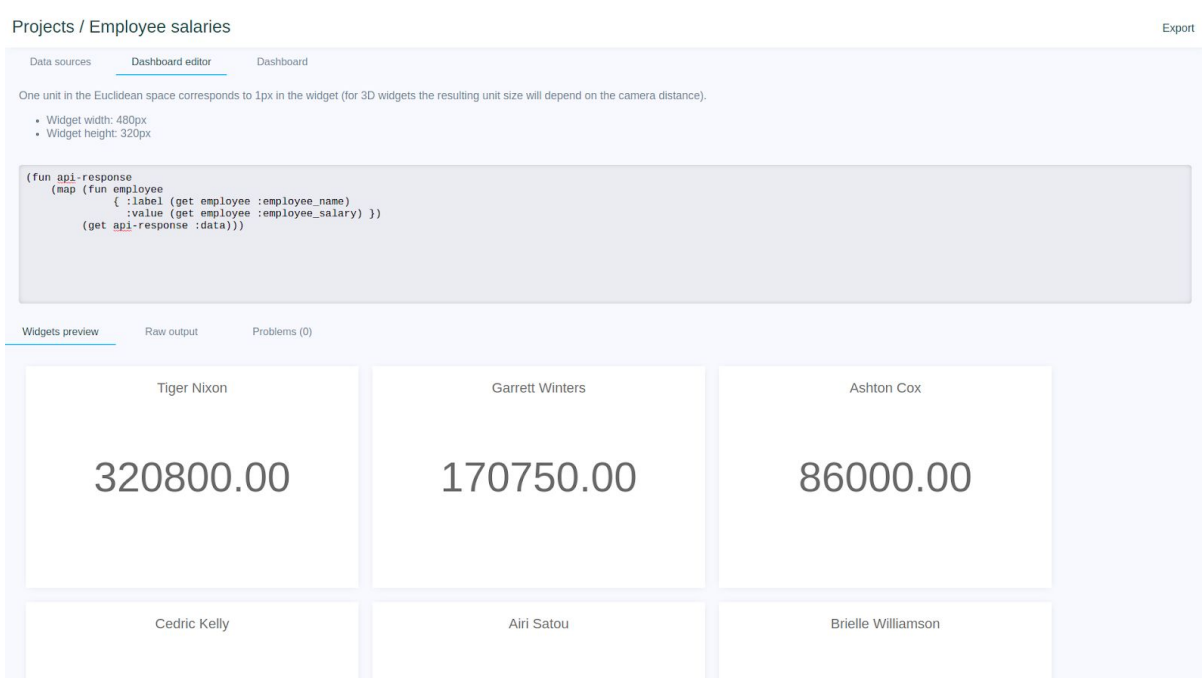 Projects / Employee salaries
Export
Data sources Dashboard editor Dashboard
One unit in the Euclidean space corresponds to 1px in the widget (for 3D widgets the resulting unit size will depend on the camera distance).
• Widget width: 480px
• Widget height: 320px
(fun api-response
    (map (fun employee
              { :label (get employee :employee_name)
                :value (get employee :employee_salary) })
         (get api-response :data)))
Widgets preview Raw output Problems (0)
Tiger Nixon Garrett Winters Ashton Cox
320800.00 170750.00 86000.00
Cedric Kelly Airi Satou Brielle Williamson